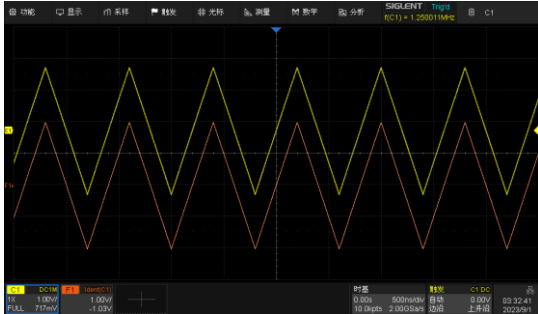 功能 显示 采样 触发 光标 测量 数学 分析 SIGLENT Trig'd C1
f(C1) = 1.250011MHz
C1
F1
C1 DC1M F1 Ident(C1) 时基 触发 C1 DC
1X 1.00V/ 1.00V/ 0.00s 500ns/div 自动 0.00V 03:32:41
FULL 717mV -1.03V 10.0kpts 2.00GSa/s 边沿 上升沿 2023/9/1